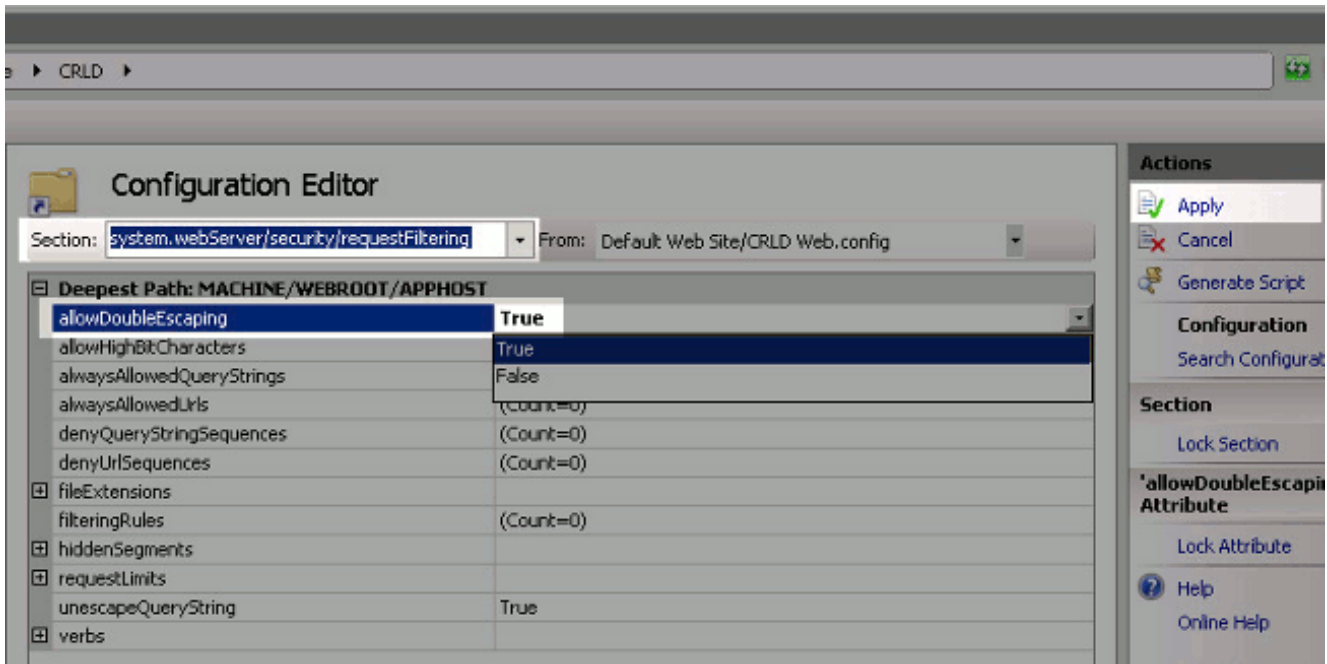 CRLD
Configuration Editor
Section: system.webServer/security/requestFiltering From: Default Web Site/CRLD Web.config
Deepest Path: MACHINE/WEBROOT/APPHOST
allowDoubleEscaping True
allowHighBitCharacters True
alwaysAllowedQueryStrings False
alwaysAllowedUrls (Count=0)
denyQueryStringSequences (Count=0)
denyUrlSequences (Count=0)
fileExtensions
filteringRules (Count=0)
hiddenSegments
requestLimits
unescapeQueryString True
verbs
Actions
Apply
Cancel
Generate Script
Configuration
Search Configurat
Section
Lock Section
'allowDoubleEscapin
Attribute
Lock Attribute
Help
Online Help